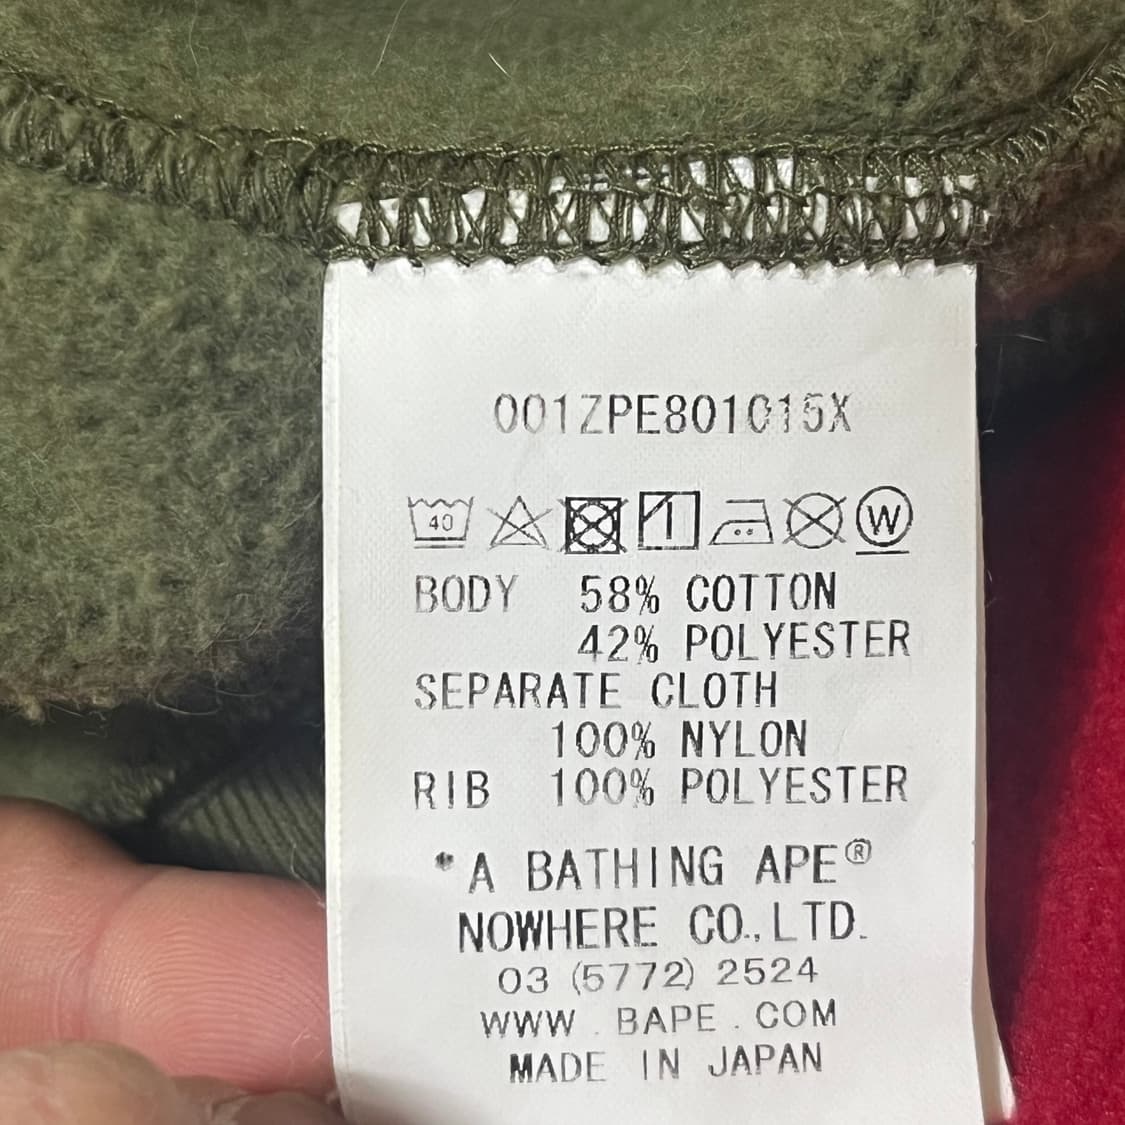 001ZPE801015X
40
W
BODY 58% COTTON
42% POLYESTER
SEPARATE CLOTH
100% NYLON
RIB 100% POLYESTER
*A BATHING APE®
NOWHERE CO.,LTD.
03 (5772) 2524
WWW . BAPE . COM
MADE IN JAPAN